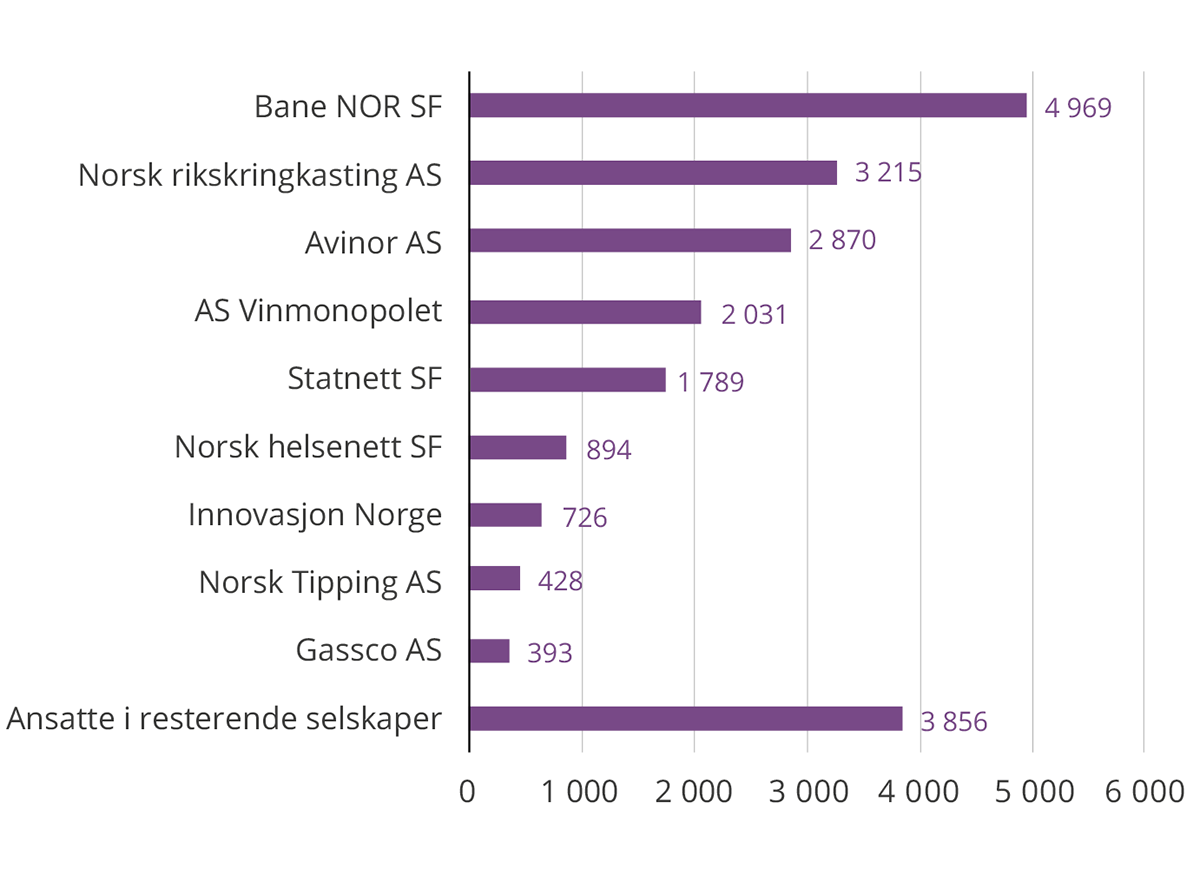 Bane NOR SF 4 969
Norsk rikskringkasting AS 3 215
Avinor AS 2 870
AS Vinmonopolet 2 031
Statnett SF 1 789
Norsk helsenett SF 894
Innovasjon Norge 726
Norsk Tipping AS 428
Gassco AS 393
Ansatte i resterende selskaper 3 856
0 1 000 2 000 3 000 4 000 5 000 6 000